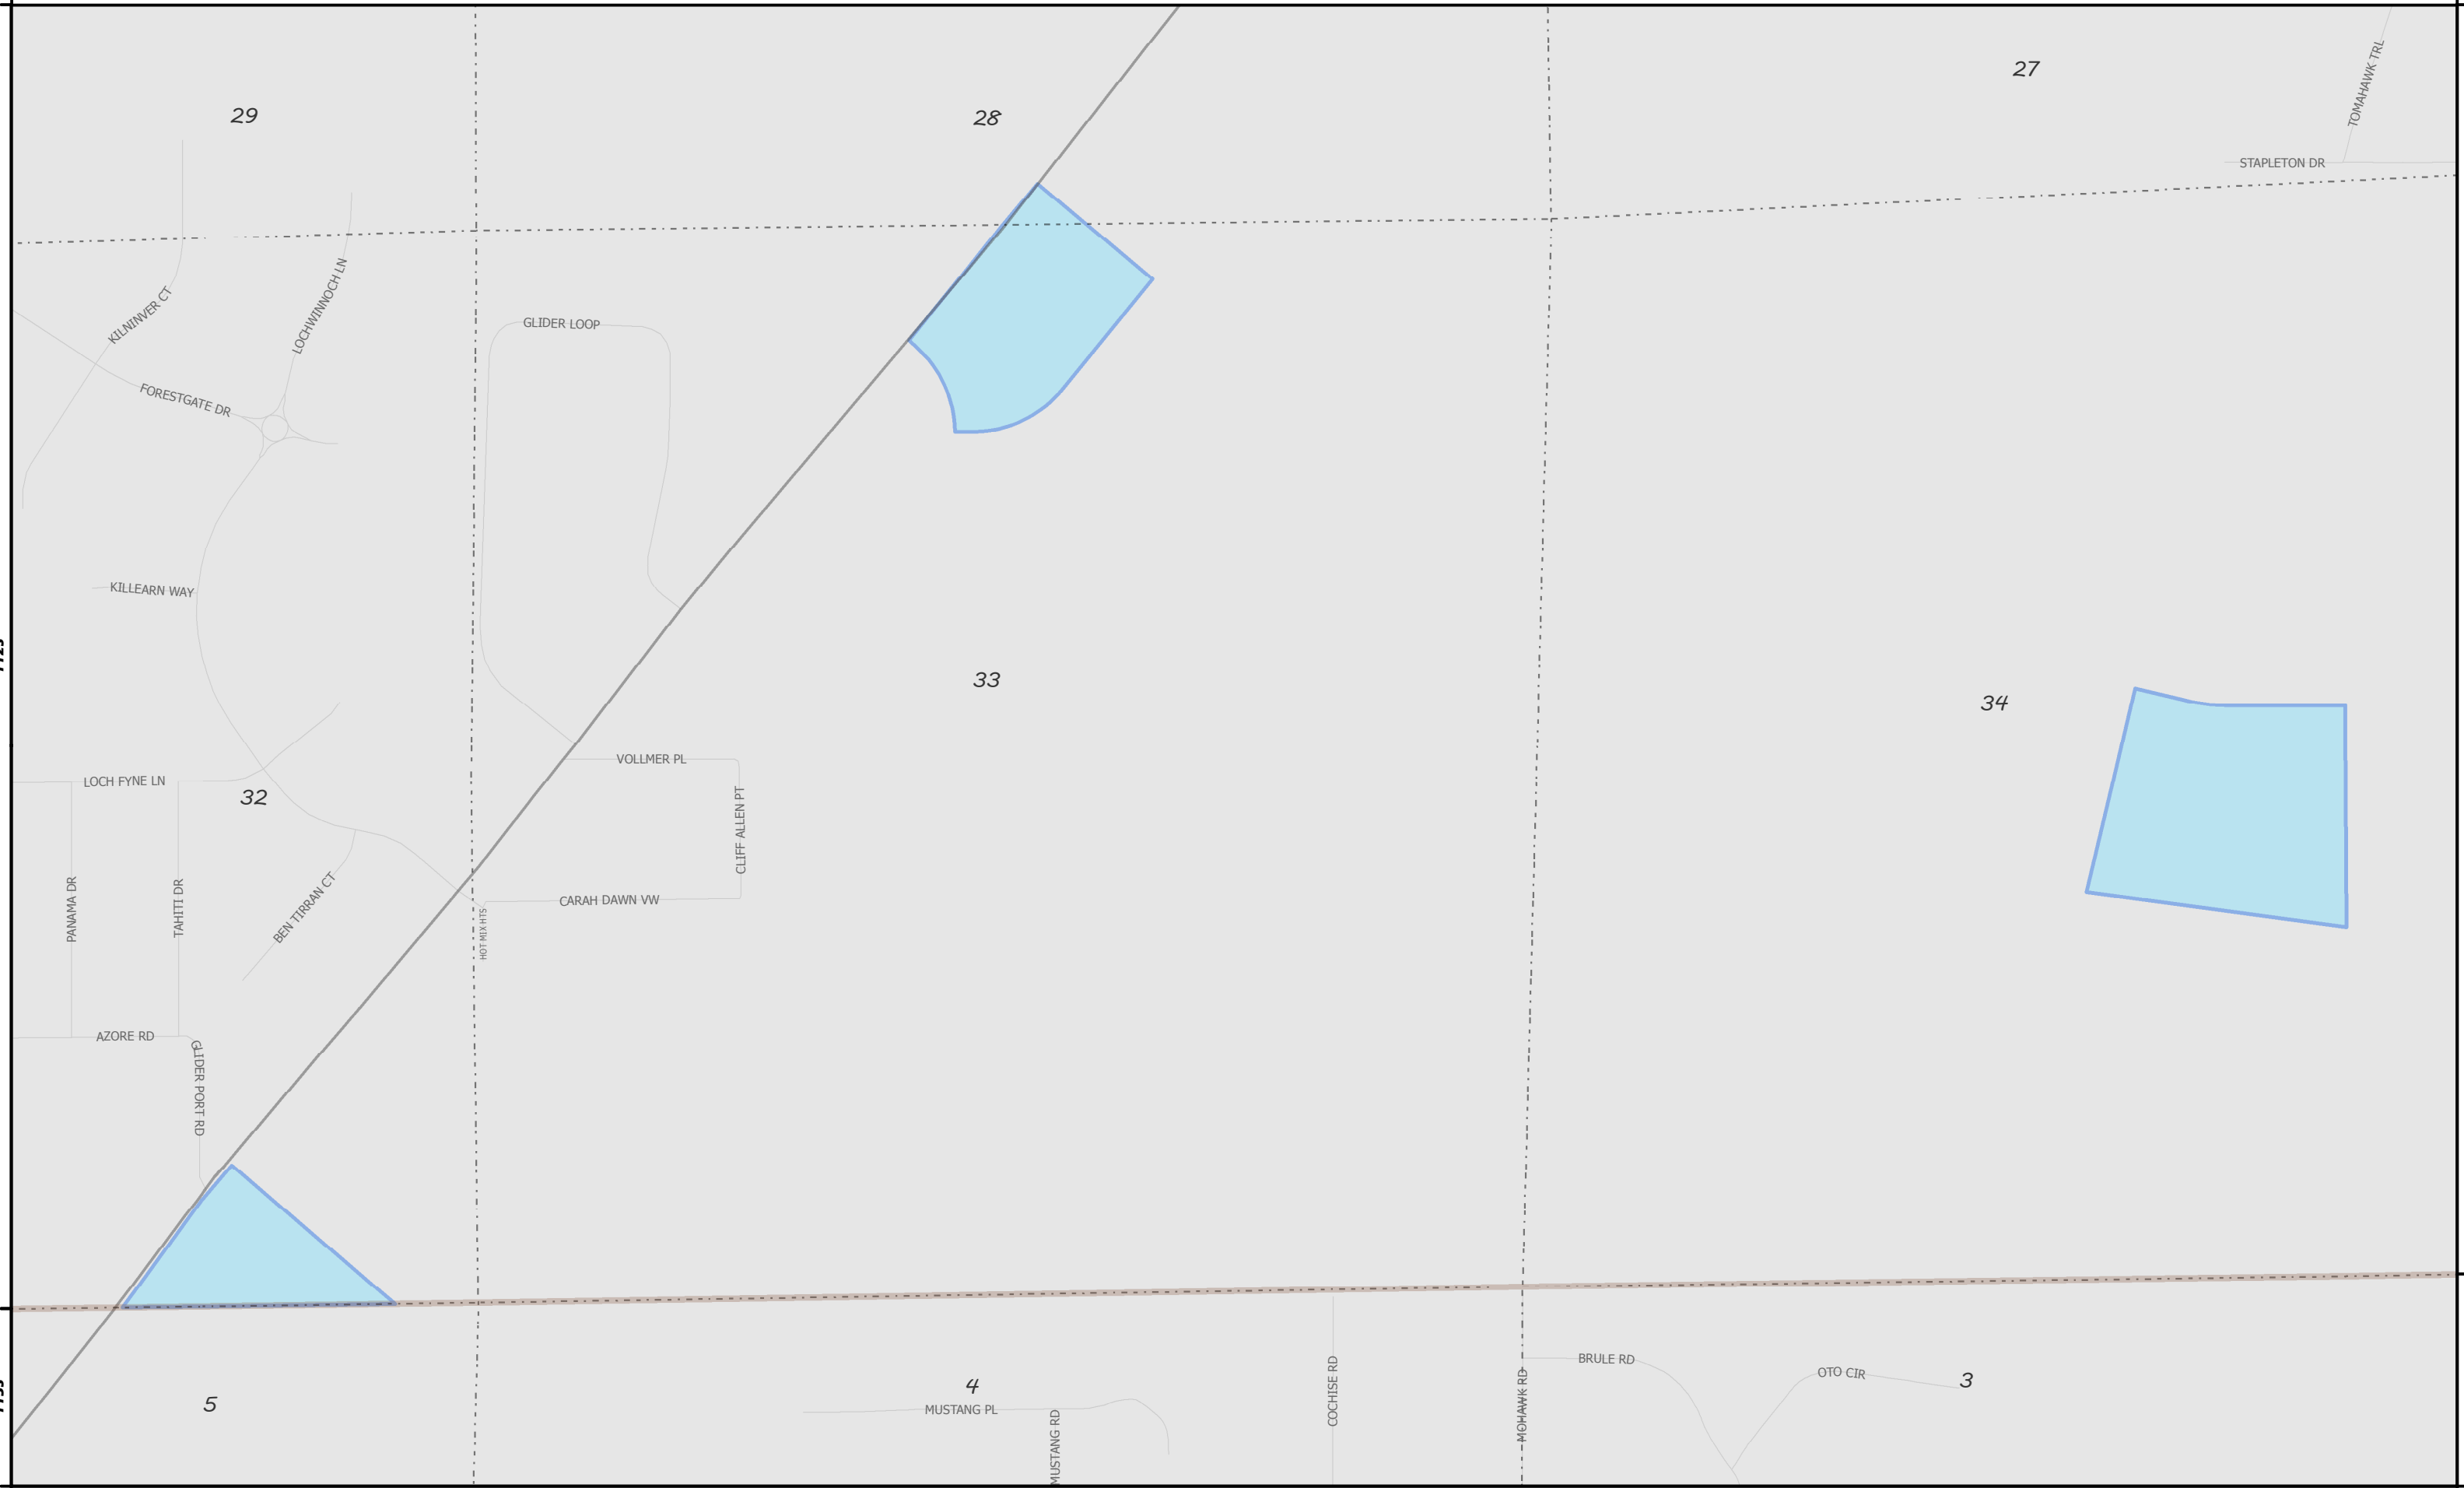 27
TOMAHAWK TRL
29
28
STAPLETON DR
KILNINVER CT
LOCHWINNOCH LN
GLIDER LOOP
FORESTGATE DR
KILLEARN WAY
33
34
VOLLMER PL
LOCH FYNE LN
32
CLIFF ALLEN PT
PANAMA DR
TAHITI DR
BEN TIRRAN CT
CARAH DAWN VW
HOT MIX HTS
AZORE RD
GLIDER PORT RD
BRULE RD
OTO CIR
3
4
5
COCHISE RD
MOHAWK RD
MUSTANG PL
MUSTANG RD